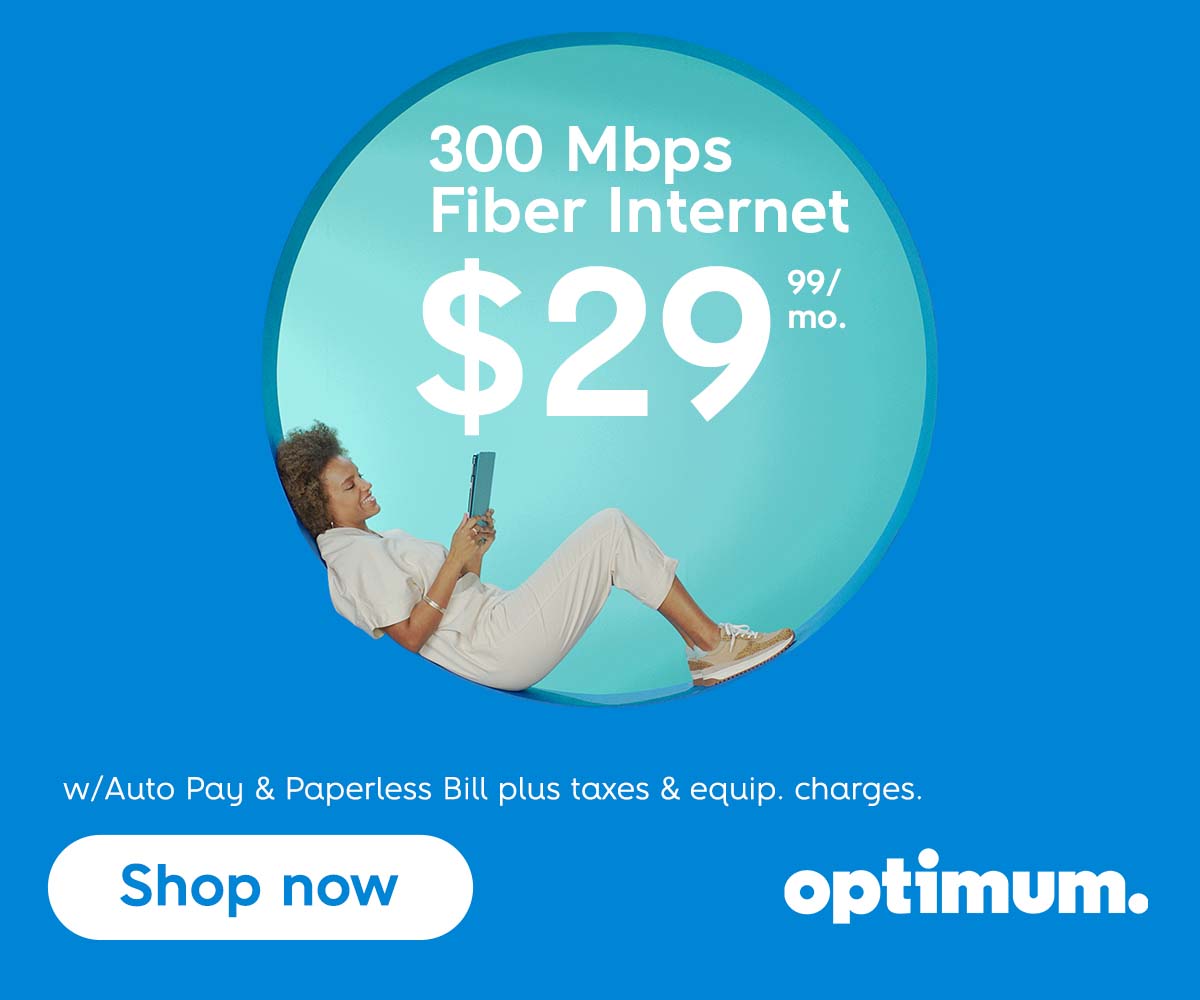 300 Mbps
Fiber Internet
$29 99/
mo.
w/Auto Pay & Paperless Bill plus taxes & equip. charges.
Shop now
optimum.